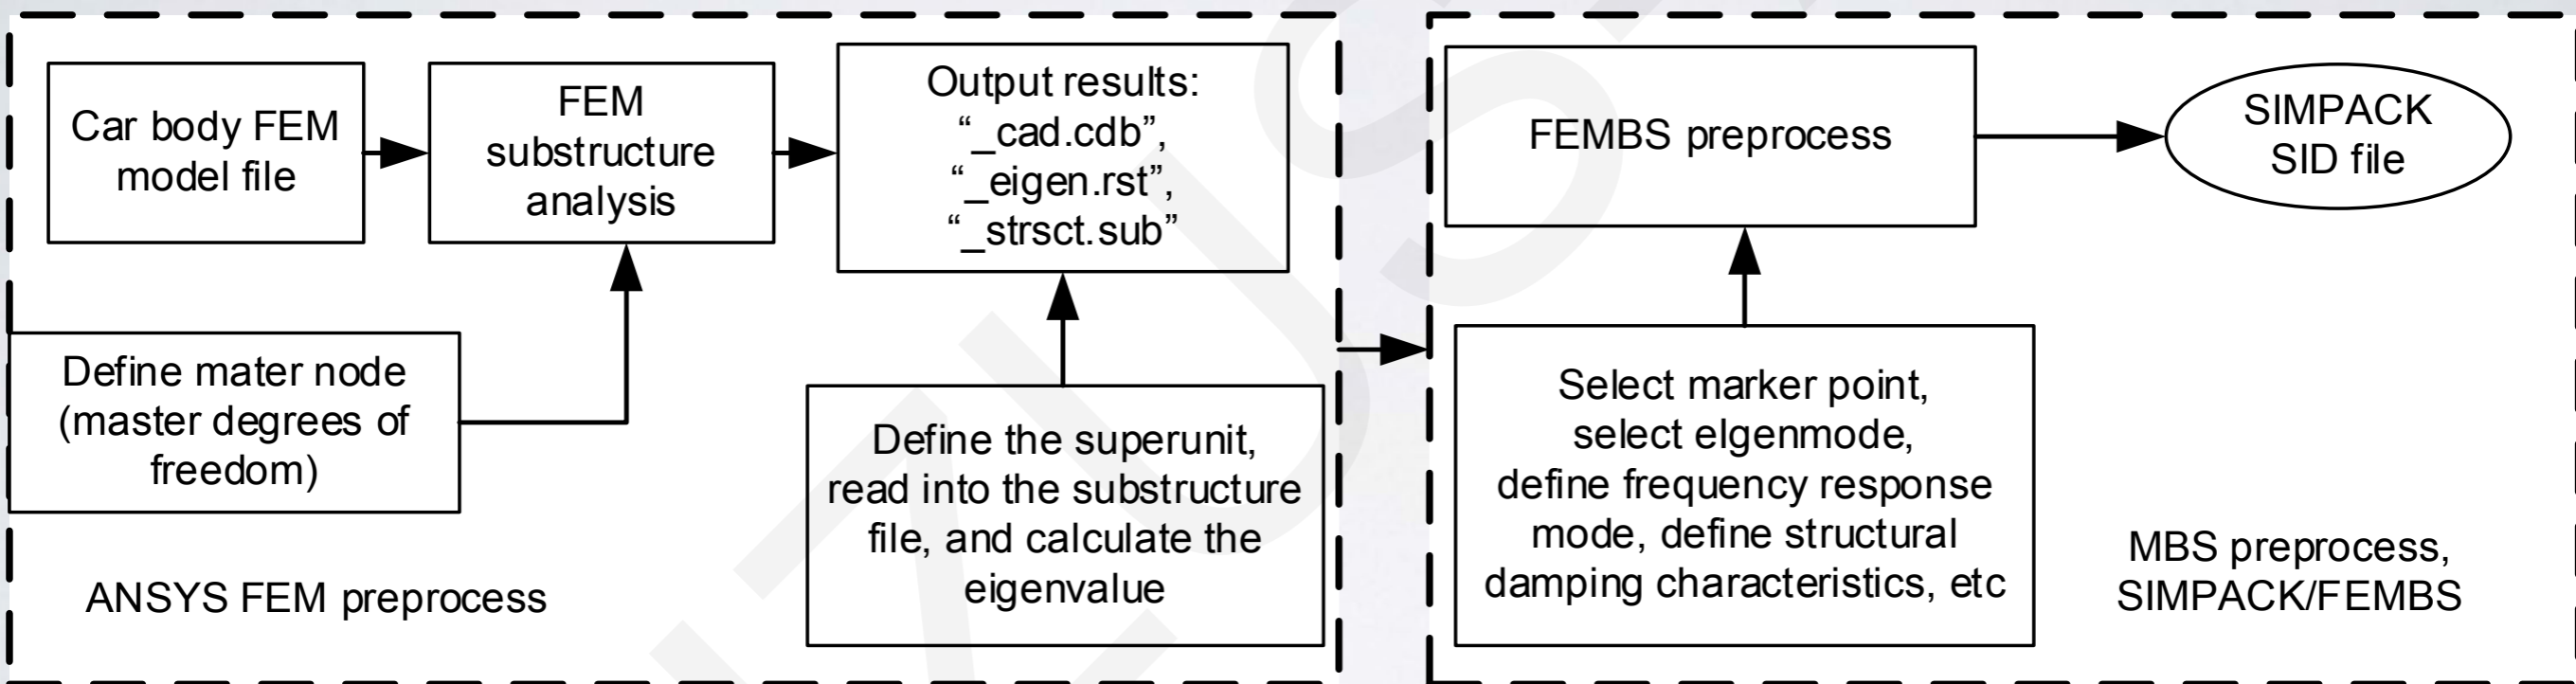 Car body FEM
model file
FEM
substructure
analysis
Output results:
“_cad.cdb”,
“_eigen.rst”,
“_strsct.sub”
Define mater node
(master degrees of
freedom)
Define the superunit,
read into the substructure
file, and calculate the
eigenvalue
ANSYS FEM preprocess
FEMBS preprocess
SIMPACK
SID file
Select marker point,
select elgenmode,
define frequency response
mode, define structural
damping characteristics, etc
MBS preprocess,
SIMPACK/FEMBS